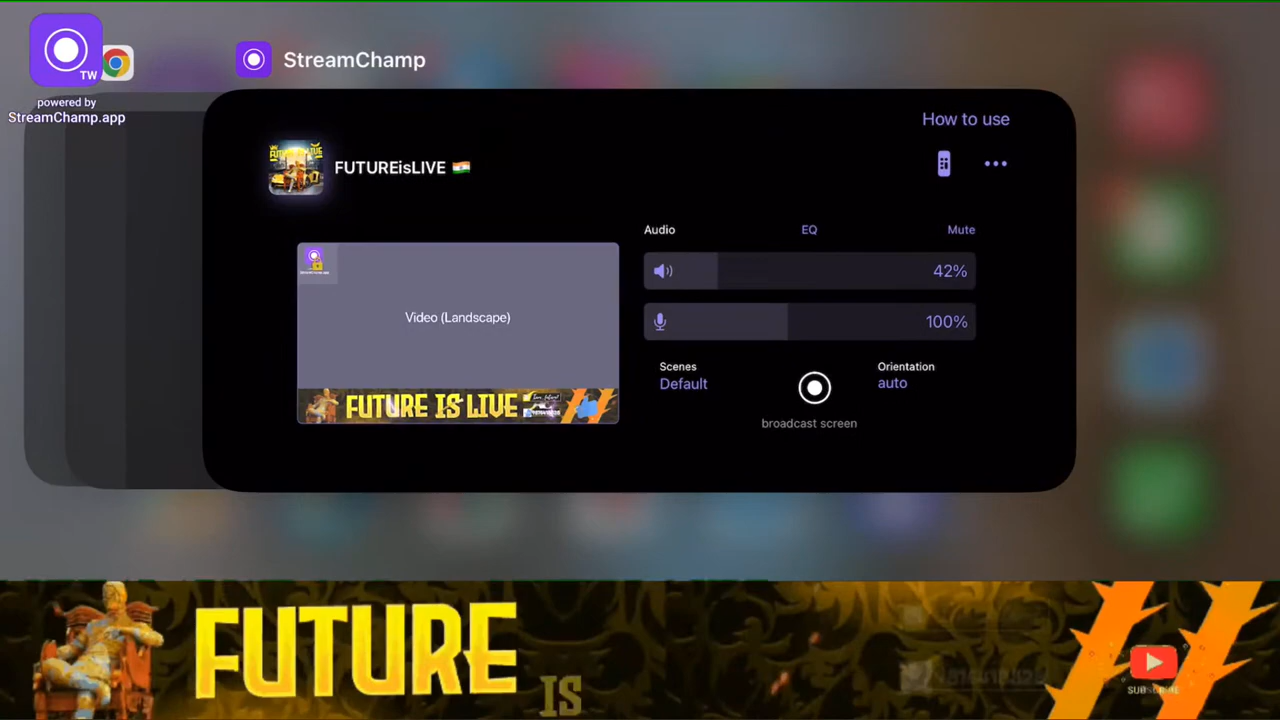 TW
powered by
StreamChamp.app
StreamChamp
How to use
FUTUREisLIVE
Audio
EQ
Mute
42%
Video (Landscape)
100%
Scenes
Default
Orientation
auto
broadcast screen
FUTURE IS LIVE
FUTURE
IS
SUBSCRIBE